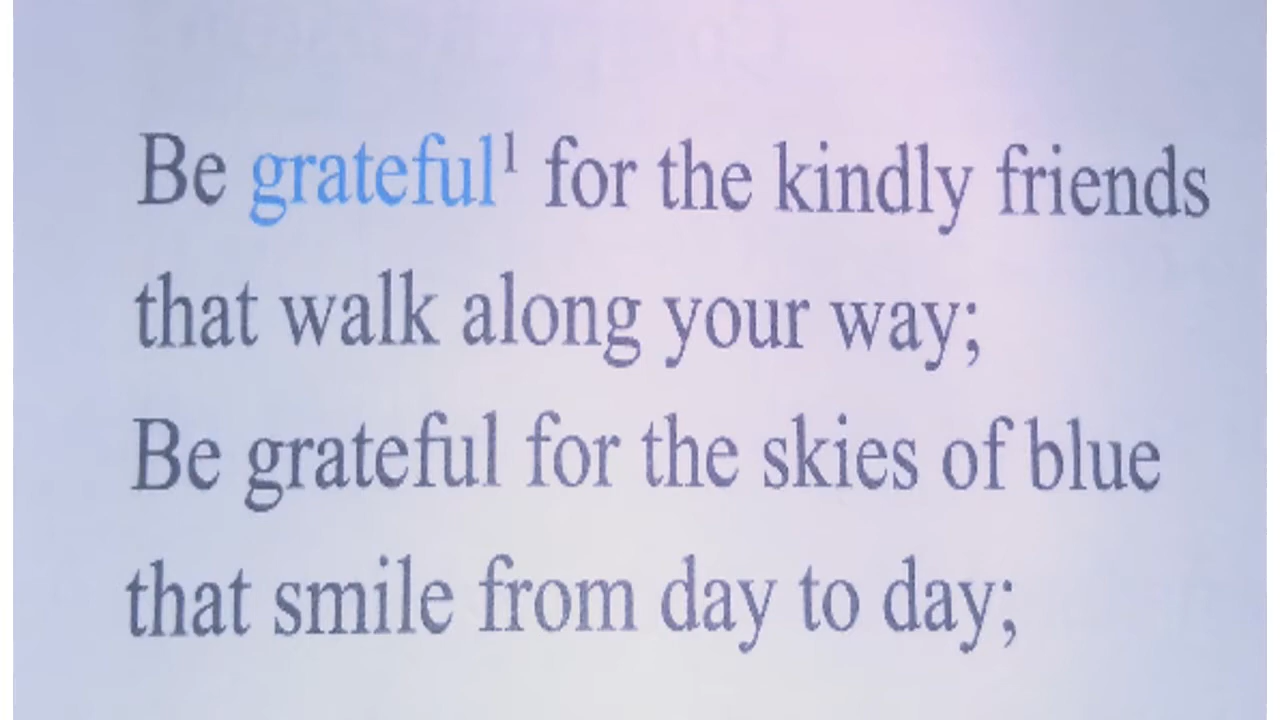 Be grateful¹ for the kindly friends
that walk along your way;
Be grateful for the skies of blue
that smile from day to day;